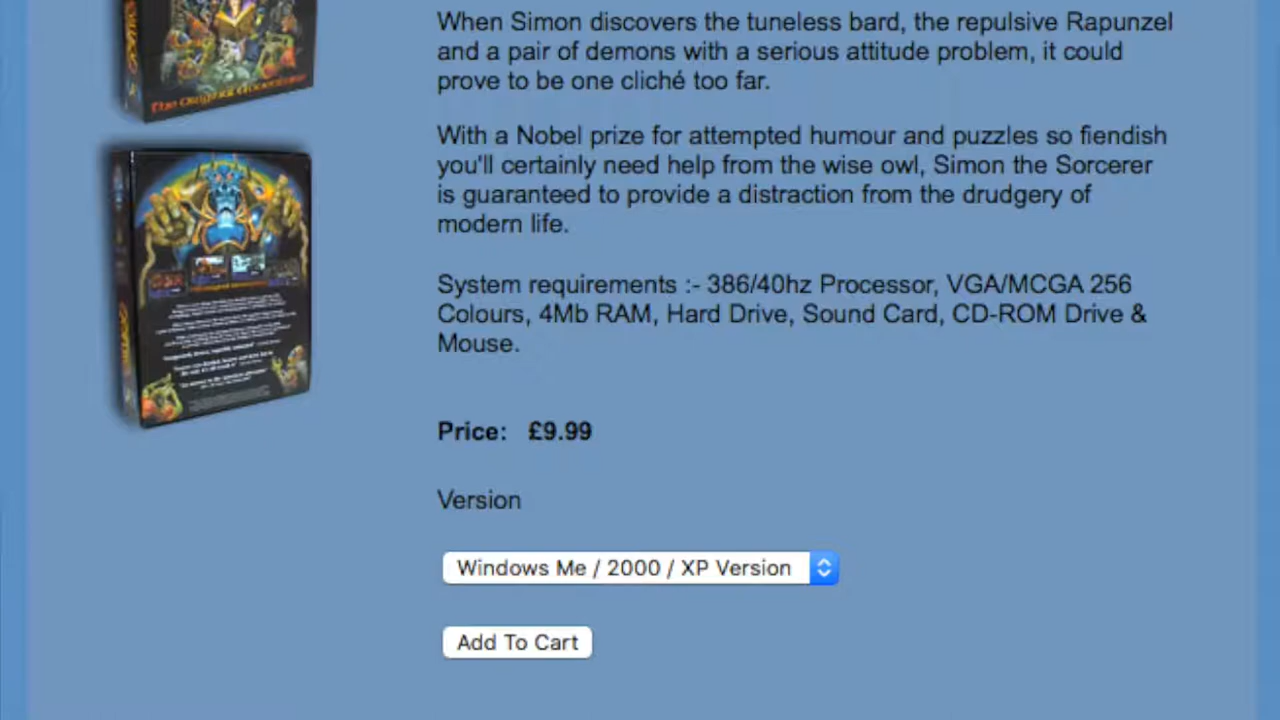 When Simon discovers the tuneless bard, the repulsive Rapunzel
and a pair of demons with a serious attitude problem, it could
prove to be one cliché too far.
With a Nobel prize for attempted humour and puzzles so fiendish
you'll certainly need help from the wise owl, Simon the Sorcerer
is guaranteed to provide a distraction from the drudgery of
modern life.
System requirements :- 386/40hz Processor, VGA/MCGA 256
Colours, 4Mb RAM, Hard Drive, Sound Card, CD-ROM Drive &
Mouse.
Price: £9.99
Version
Windows Me / 2000 / XP Version
Add To Cart